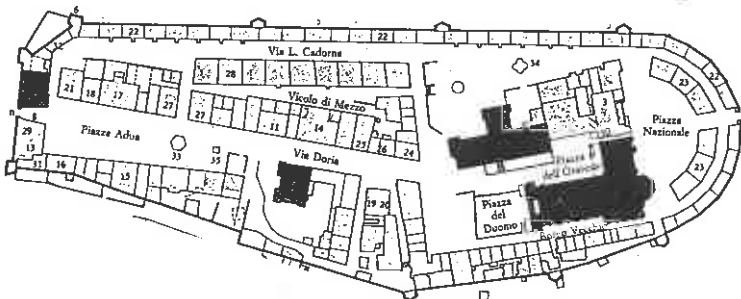 6
22
22
Via L. Cadorna
34
22
23
28
21
18
17
27
3
Vicolo di Mezzo
Piazza
Nazionale
27
11
14
25
26
24
Piazze Adua
29
13
33
35
Via Doria
Piazza
dell'Oratorio
23
31
16
15
19
20
Piazza
del
Duomo